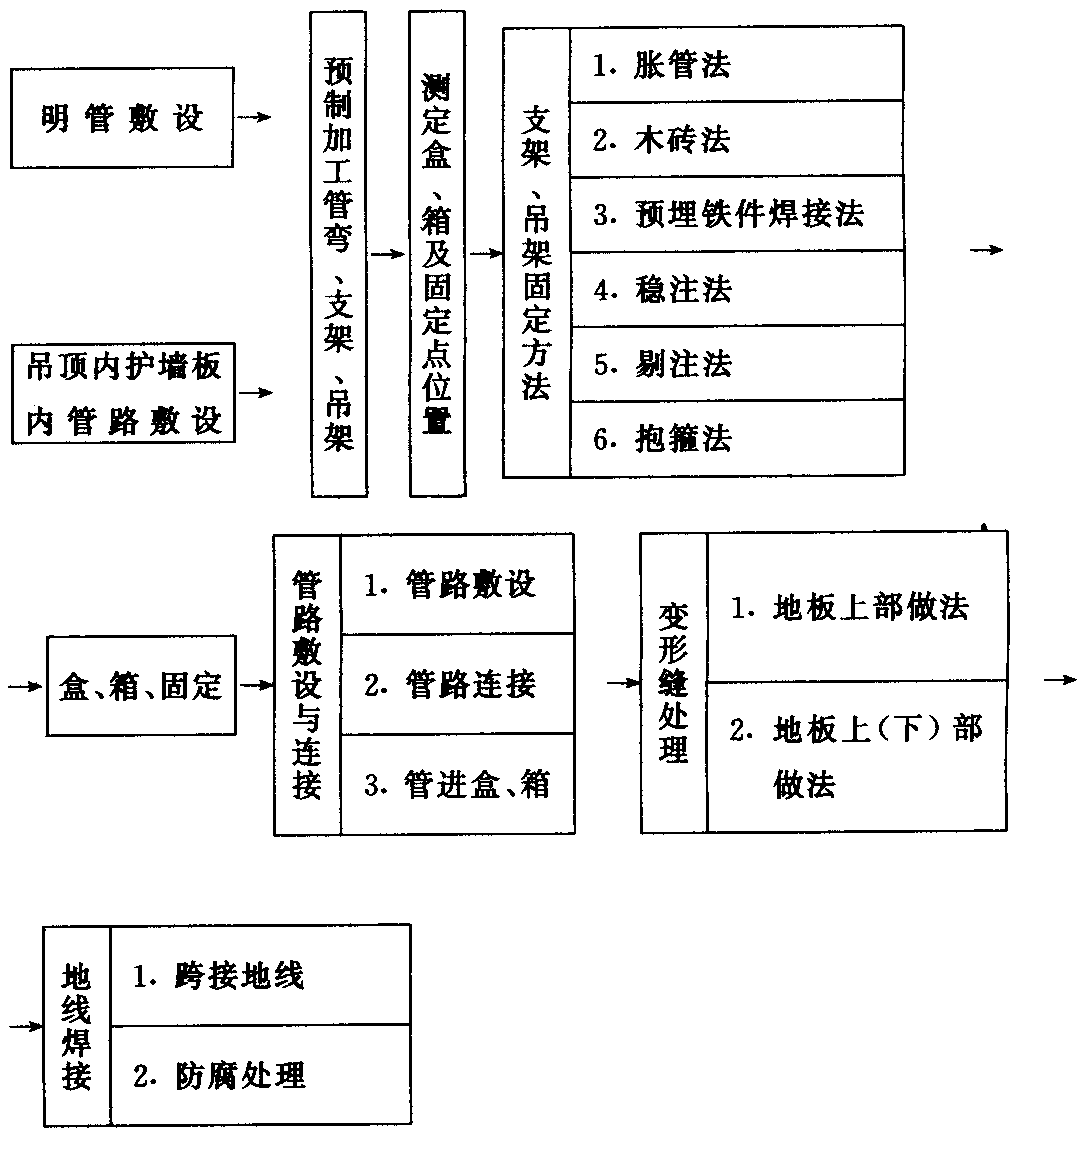 明管敷设
吊顶内护墙板
内管路敷设
预制加工管弯、支架、吊架
测定盒、箱及固定点位置
支架、吊架固定方法
1. 胀管法
2. 木砖法
3. 预埋铁件焊接法
4. 稳注法
5. 剔注法
6. 抱箍法
盒、箱、固定
管路敷设与连接
1. 管路敷设
2. 管路连接
3. 管进盒、箱
变形缝处理
1. 地板上部做法
2. 地板上(下)部
做法
地线焊接
1. 跨接地线
2. 防腐处理